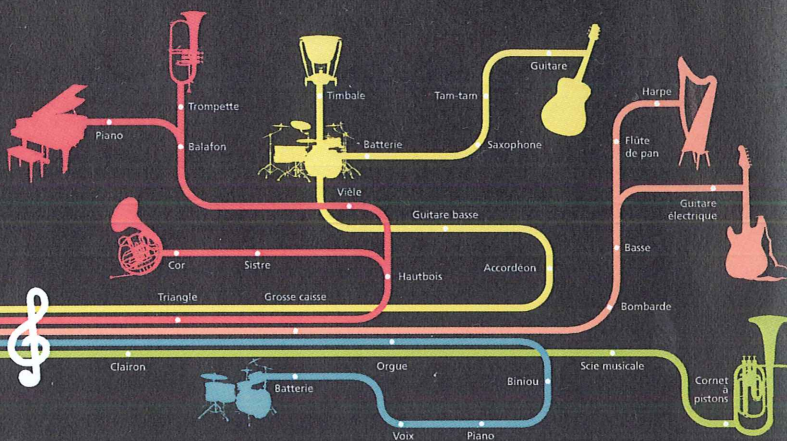 Trompette
Piano
Balafon
Timbale
Batterie
Tam-tam
Guitare
Saxophone
Vièle
Guitare basse
Accordéon
Harpe
Flûte
de pan
Guitare
électrique
Basse
Bombarde
Cor
Sistre
Hautbois
Triangle
Grosse caisse
Clairon
Orgue
Scie musicale
Batterie
Biniou
Voix
Piano
Cornet
à
pistons